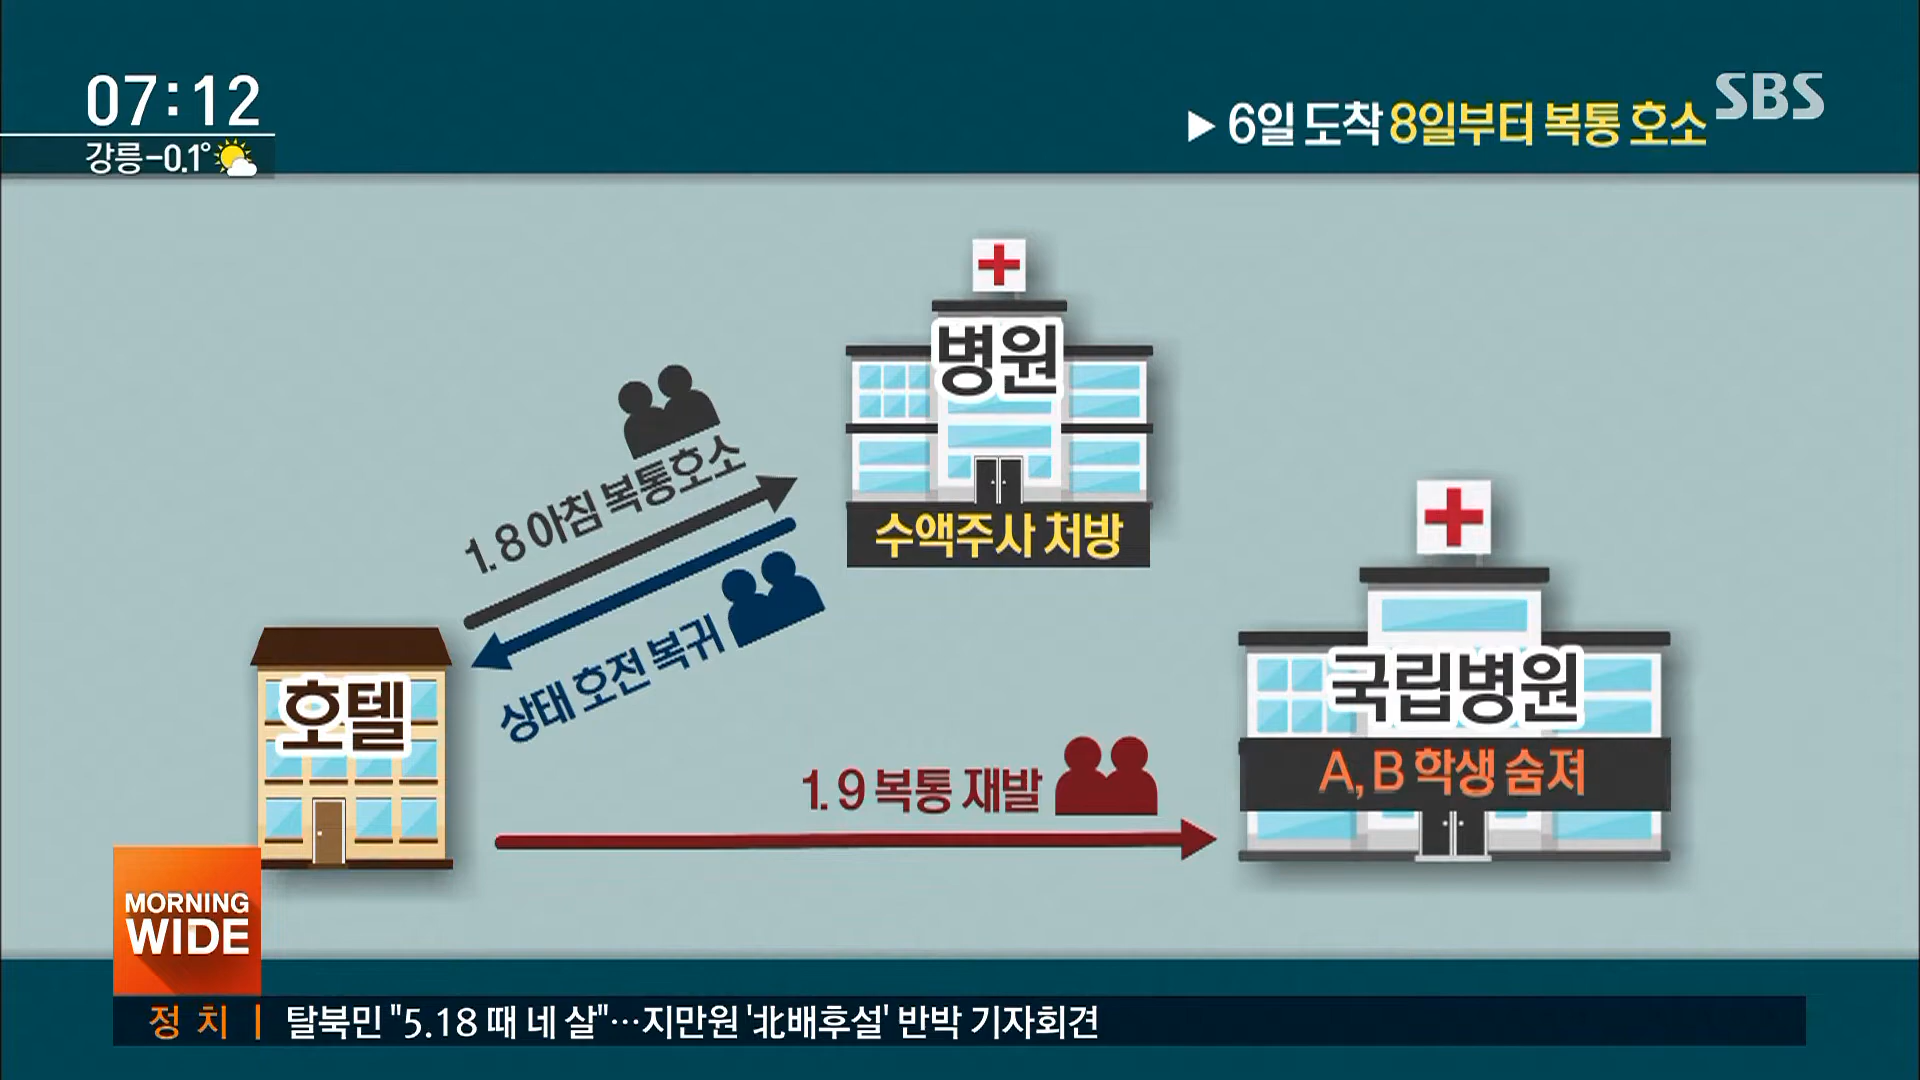 07:12
강릉-0.1°
▶6일 도착 8일부터 복통 호소
SBS
병원
수액주사 처방
1.8 아침 복통호소
상태 호전 복귀
호텔
국립병원
A, B 학생 숨져
1.9 복통 재발
MORNING
WIDE
정치 | 탈북민 "5.18 때 네 살"…지만원 '北배후설' 반박 기자회견